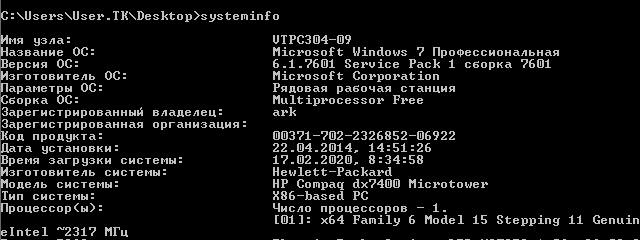 C:\Users\User.TK\Desktop>systeminfo
Имя узла: UTPC304-09
Название ОС: Microsoft Windows 7 Профессиональная
Версия ОС: 6.1.7601 Service Pack 1 сборка 7601
Изготовитель ОС: Microsoft Corporation
Параметры ОС: Рядовая рабочая станция
Сборка ОС: Multiprocessor Free
Зарегистрированный владелец: ark
Зарегистрированная организация:
Код продукта: 00371-702-2326852-06922
Дата установки: 22.04.2014, 14:51:26
Время загрузки системы: 17.02.2020, 8:34:58
Изготовитель системы: Hewlett-Packard
Модель системы: HP Compaq dx7400 Microtower
Тип системы: X86-based PC
Процессор(ы): Число процессоров - 1.
[01]: x64 Family 6 Model 15 Stepping 11 Genuin
eIntel ~2317 МГц